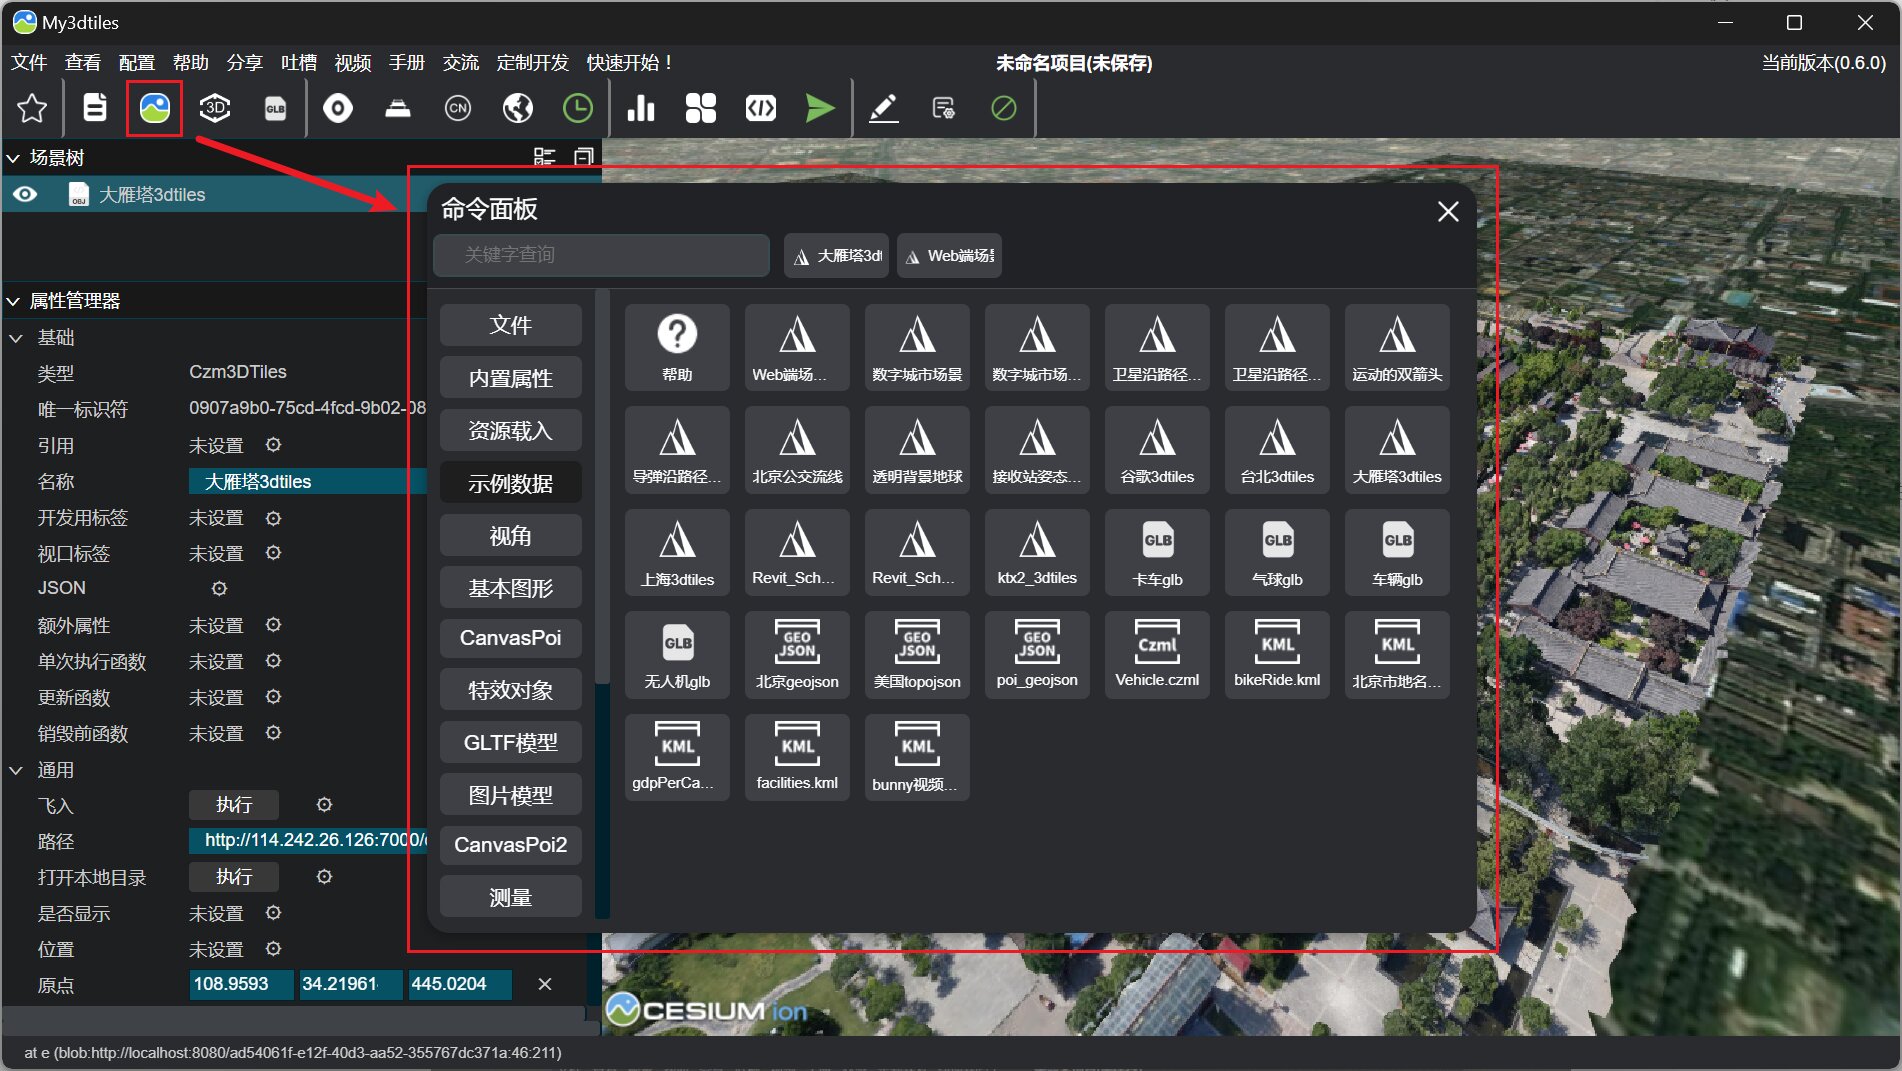 My3dtiles
文件 查看 配置 帮助 分享 吐槽 视频 手册 交流 定制开发 快速开始！ 未命名项目(未保存) 当前版本(0.6.0)
3D GLB CN
场景树
OBJ 大雁塔3dtiles
命令面板
关键字查询 大雁塔3dt Web端场景
属性管理器
基础
类型 Czm3DTiles
唯一标识符 0907a9b0-75cd-4fcd-9b02-08
引用 未设置
名称 大雁塔3dtiles
开发用标签 未设置
视口标签 未设置
JSON
额外属性 未设置
单次执行函数 未设置
更新函数 未设置
销毁前函数 未设置
通用
飞入 执行
路径 http://114.242.26.126:7000/
打开本地目录 执行
是否显示 未设置
位置 未设置
原点 108.9593 34.21961 445.0204
文件
内置属性
资源载入
示例数据
视角
基本图形
CanvasPoi
特效对象
GLTF模型
图片模型
CanvasPoi2
测量
帮助 Web端场... 数字城市场景 数字城市场... 卫星沿路径... 卫星沿路径... 运动的双箭头
导弹沿路径... 北京公交流线 透明背景地球 接收站姿态... 谷歌3dtiles 台北3dtiles 大雁塔3dtiles
GLB GLB GLB
上海3dtiles Revit_Sch... Revit_Sch... ktx2_3dtiles 卡车glb 气球glb 车辆glb
GLB GEO JSON GEO JSON GEO JSON Czml KML KML
无人机glb 北京geojson 美国topojson poi_geojson Vehicle.czml bikeRide.kml 北京市地名...
KML KML KML
gdpPerCa... facilities.kml bunny视频...
CESIUM ion
at e (blob:http://localhost:8080/ad54061f-e12f-40d3-aa52-355767dc371a:46:211)